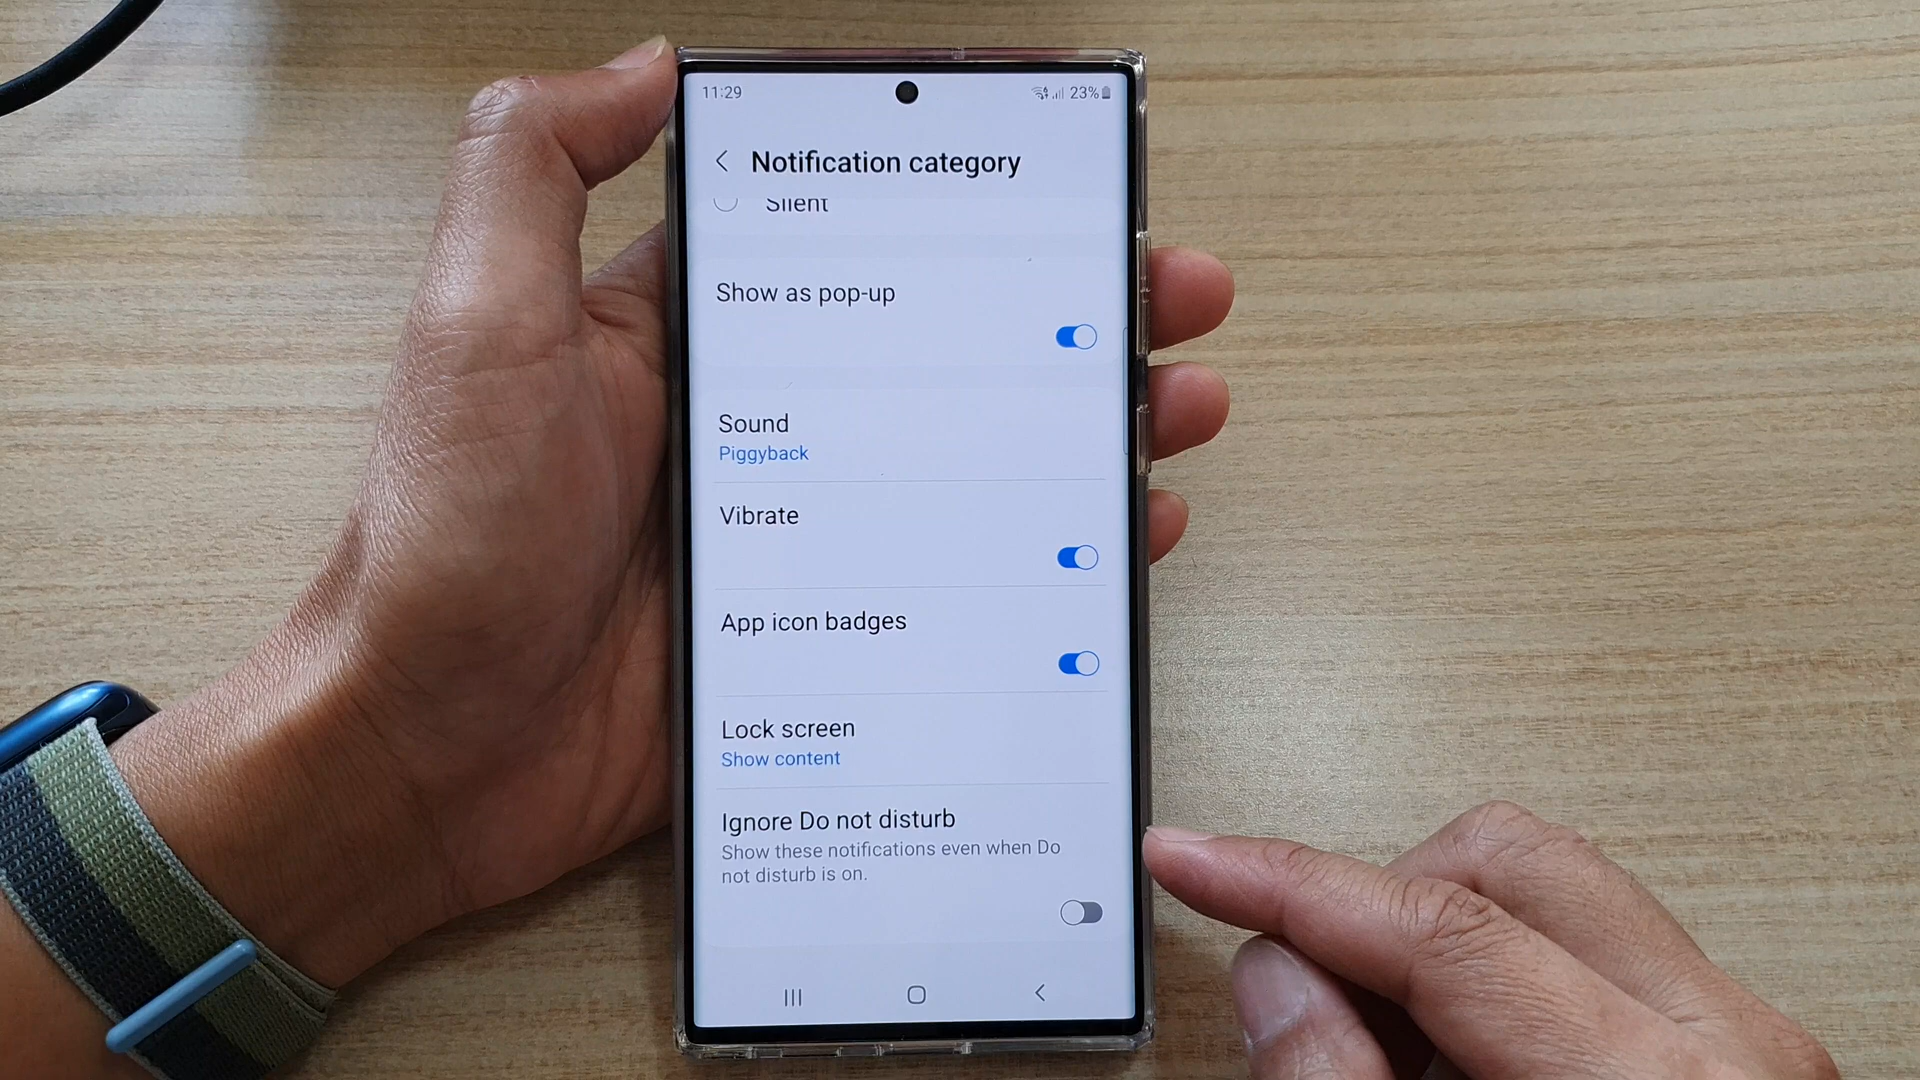 11:29
23%
Notification category
Silent
Show as pop-up
Sound
Piggyback
Vibrate
App icon badges
Lock screen
Show content
Ignore Do not disturb
Show these notifications even when Do
not disturb is on.